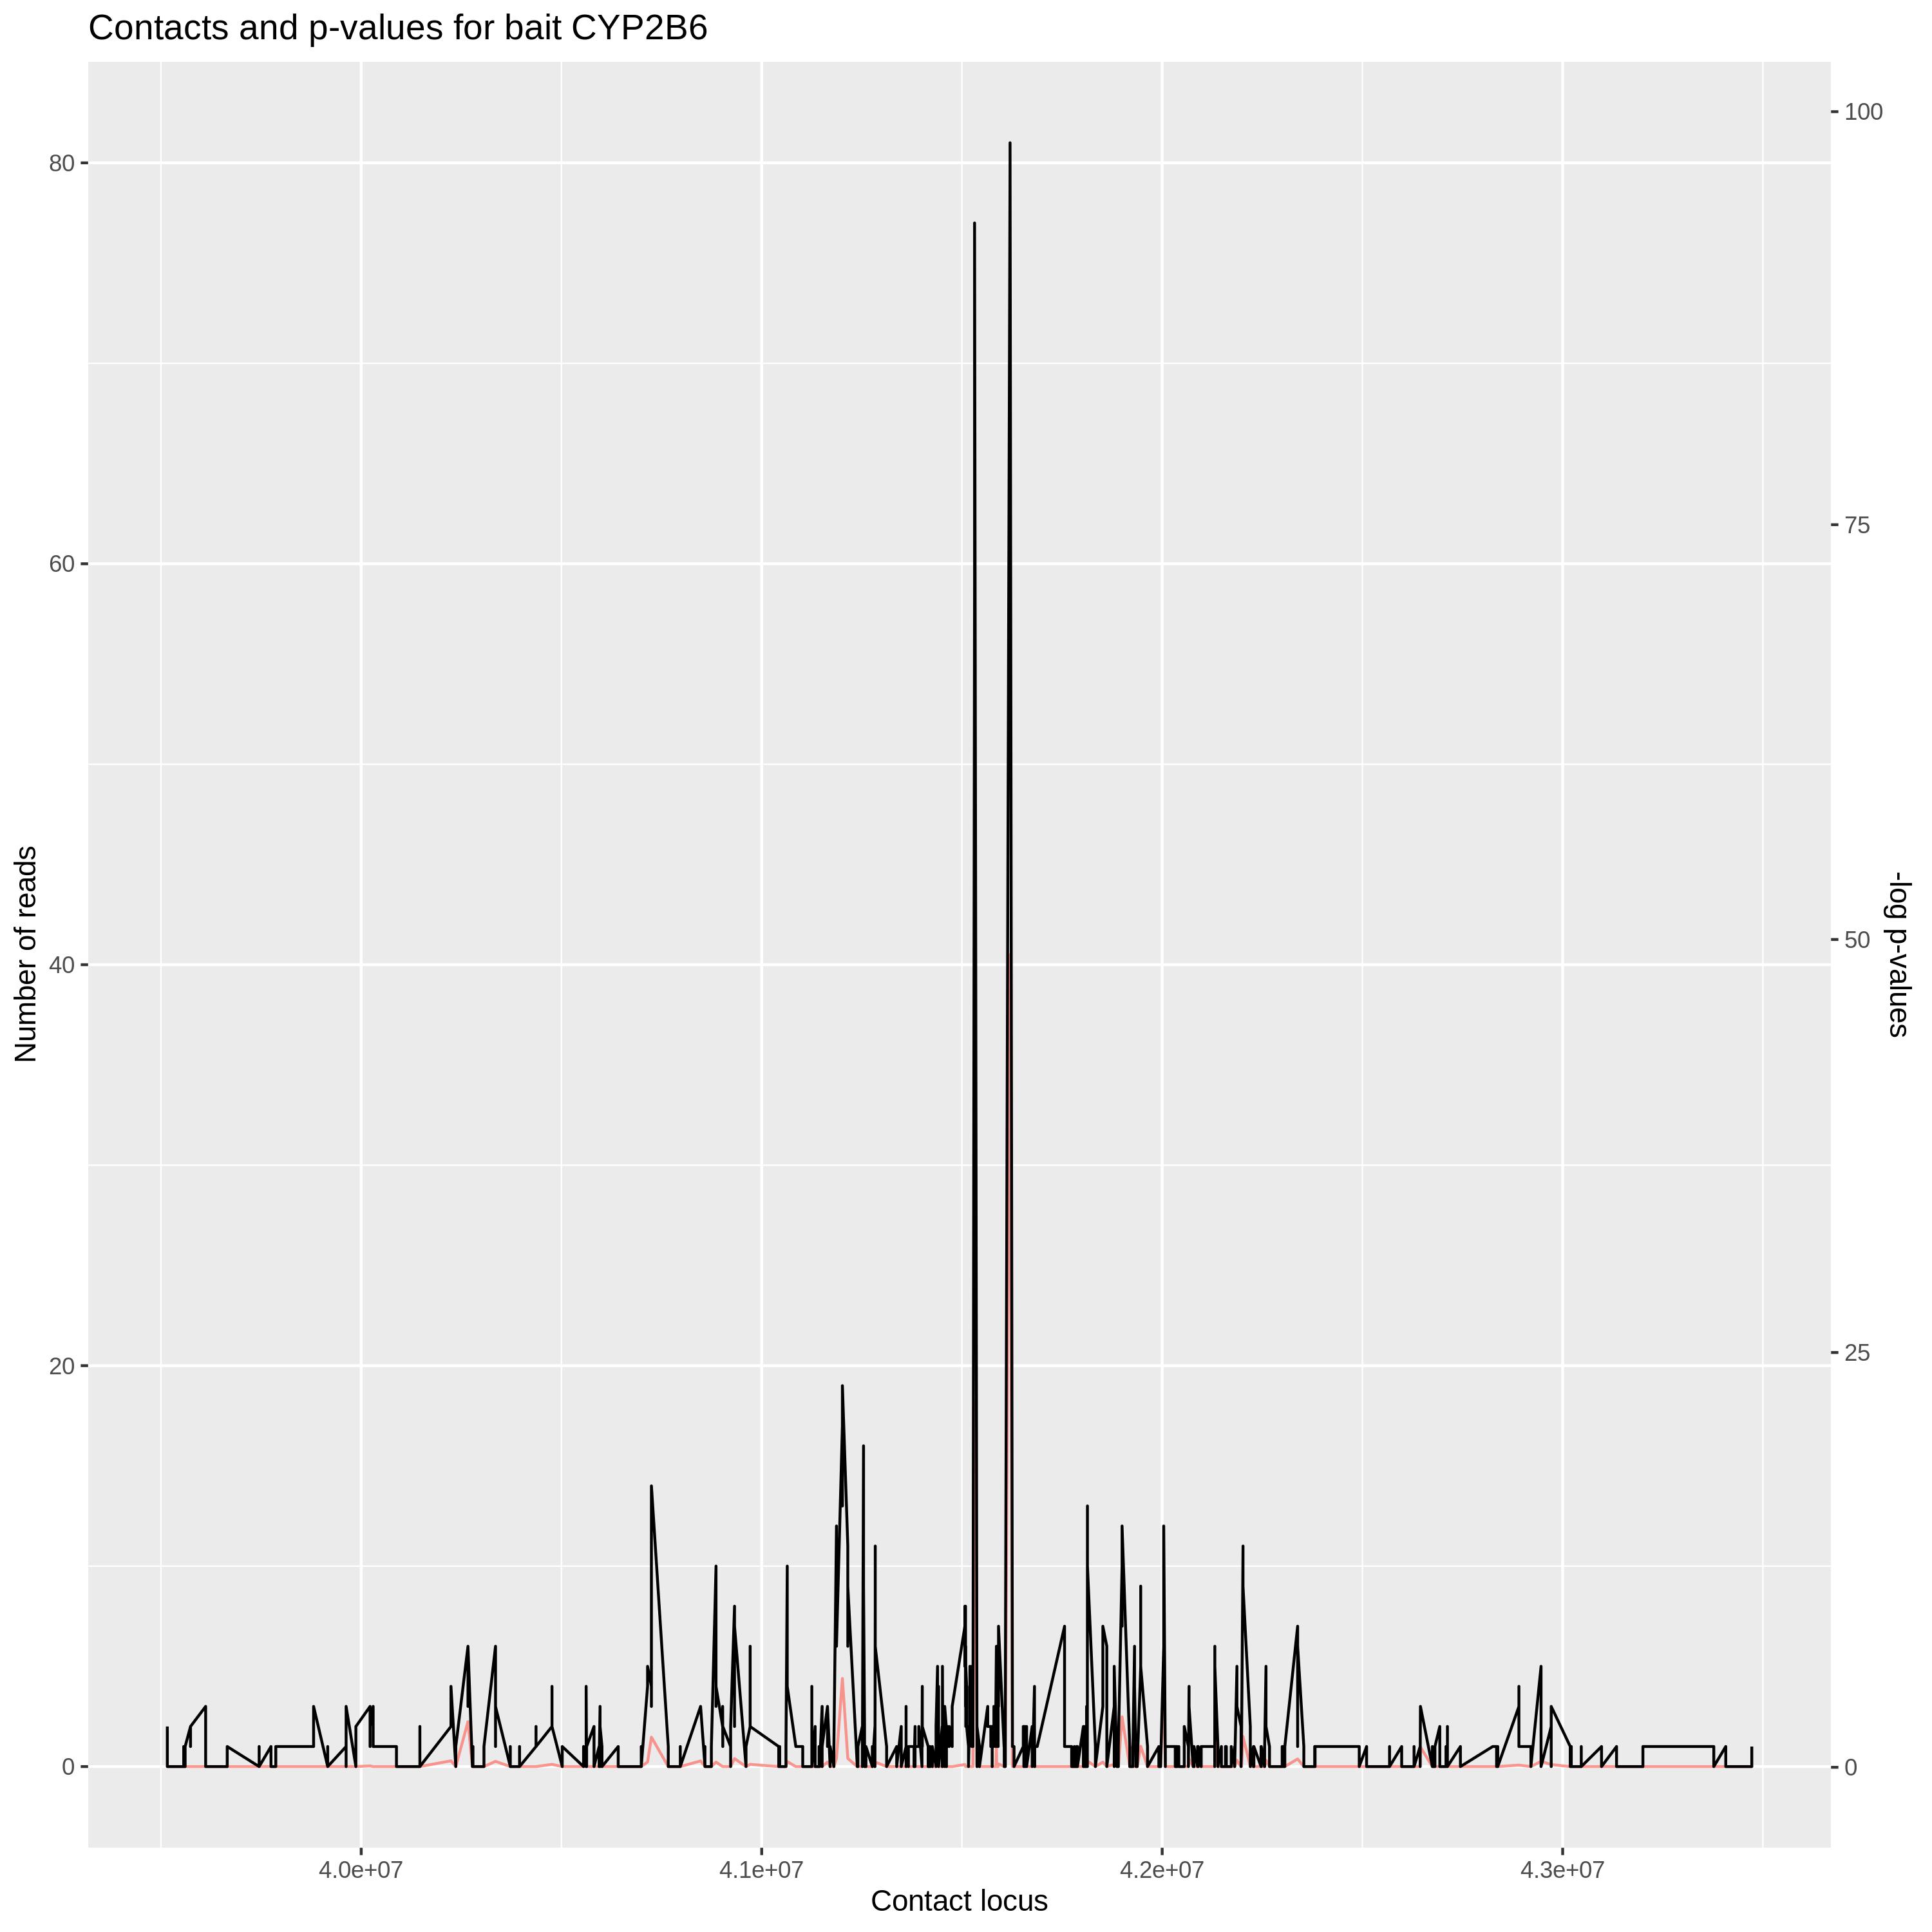 Contacts and p-values for bait CYP2B6
80
60
40
20
0
Number of reads
100
75
50
25
0
-log p-values
4.0e+07
4.1e+07
4.2e+07
4.3e+07
Contact locus